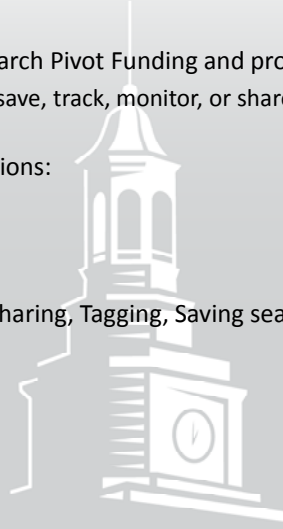 arch Pivot Funding and pro
save, track, monitor, or share
ions:
haring, Tagging, Saving sea